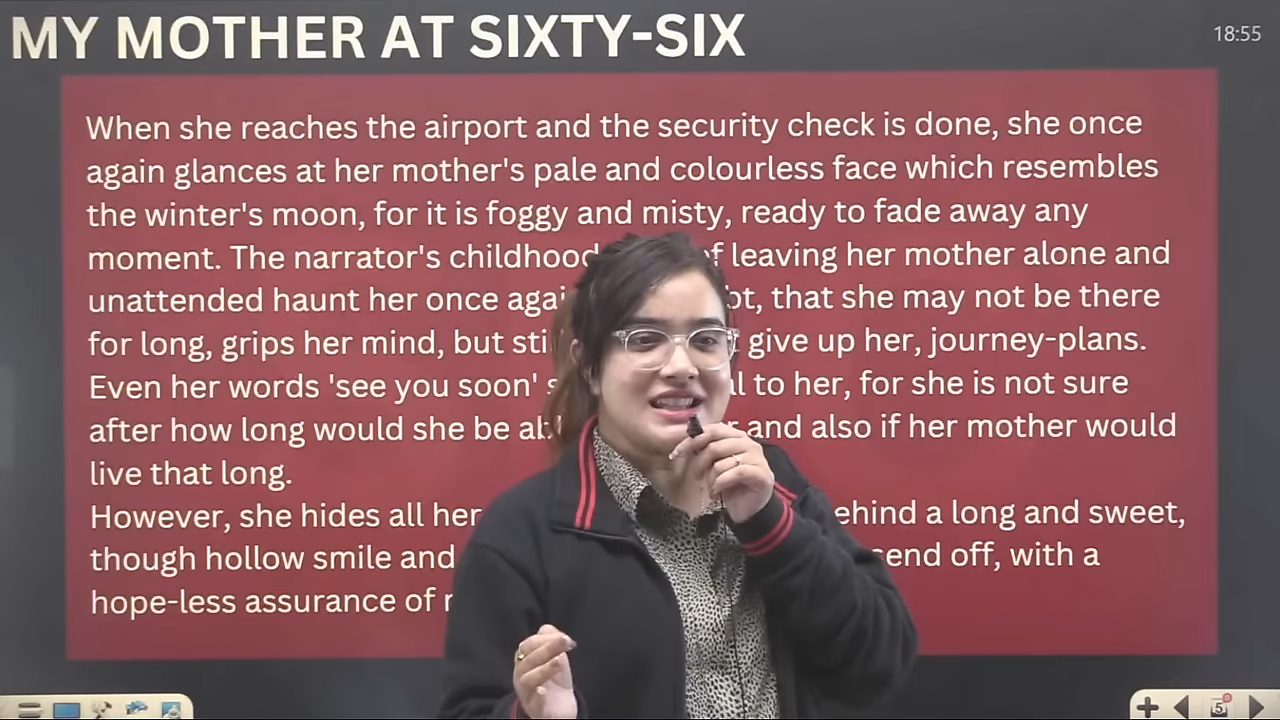 MY MOTHER AT SIXTY-SIX
18:55
When she reaches the airport and the security check is done, she once
again glances at her mother's pale and colourless face which resembles
the winter's moon, for it is foggy and misty, ready to fade away any
moment. The narrator's childhood of leaving her mother alone and
unattended haunt her once that she may not be there
for long, grips her mind, but give up her, journey-plans.
Even her words 'see you soon' to her, for she is not sure
after how long would she be and also if her mother would
live that long.
However, she hides all her a long and sweet,
though hollow smile and send off, with a
hope-less assurance of
5